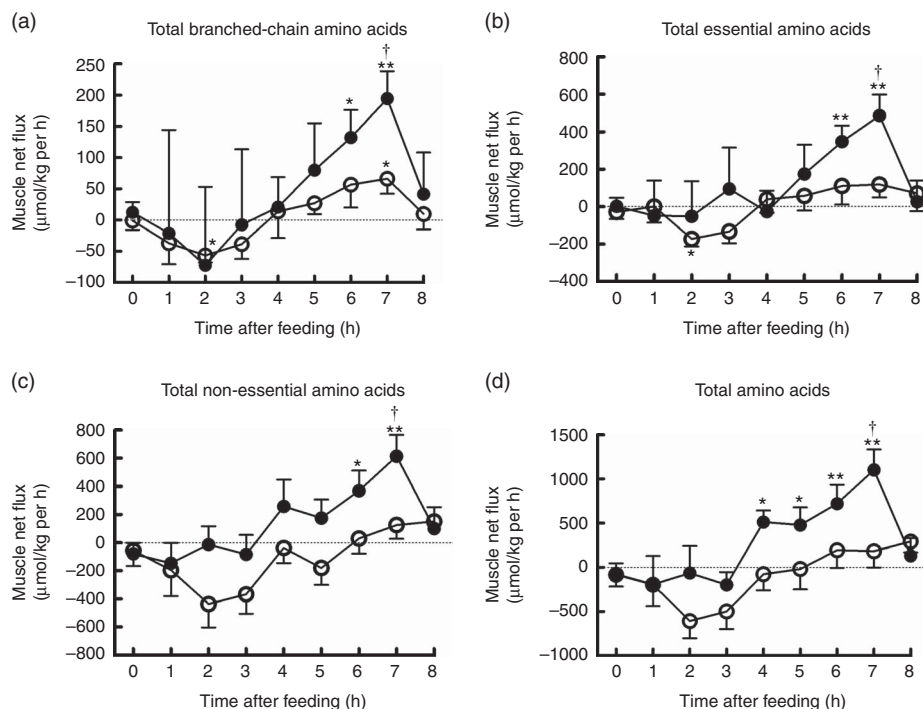 (a)
Total branched-chain amino acids
†
**
*
*
*
250
200
150
100
50
0
−50
−100
Muscle net flux
(μmol/kg per h)
0 1 2 3 4 5 6 7 8
Time after feeding (h)
(b)
Total essential amino acids
†
**
**
*
800
600
400
200
0
−200
−400
Muscle net flux
(μmol/kg per h)
0 1 2 3 4 5 6 7 8
Time after feeding (h)
(c)
Total non-essential amino acids
†
**
*
800
600
400
200
0
−200
−400
−600
−800
Muscle net flux
(μmol/kg per h)
0 1 2 3 4 5 6 7 8
Time after feeding (h)
(d)
Total amino acids
†
**
**
*
*
1500
1000
500
0
−500
−1000
Muscle net flux
(μmol/kg per h)
0 1 2 3 4 5 6 7 8
Time after feeding (h)